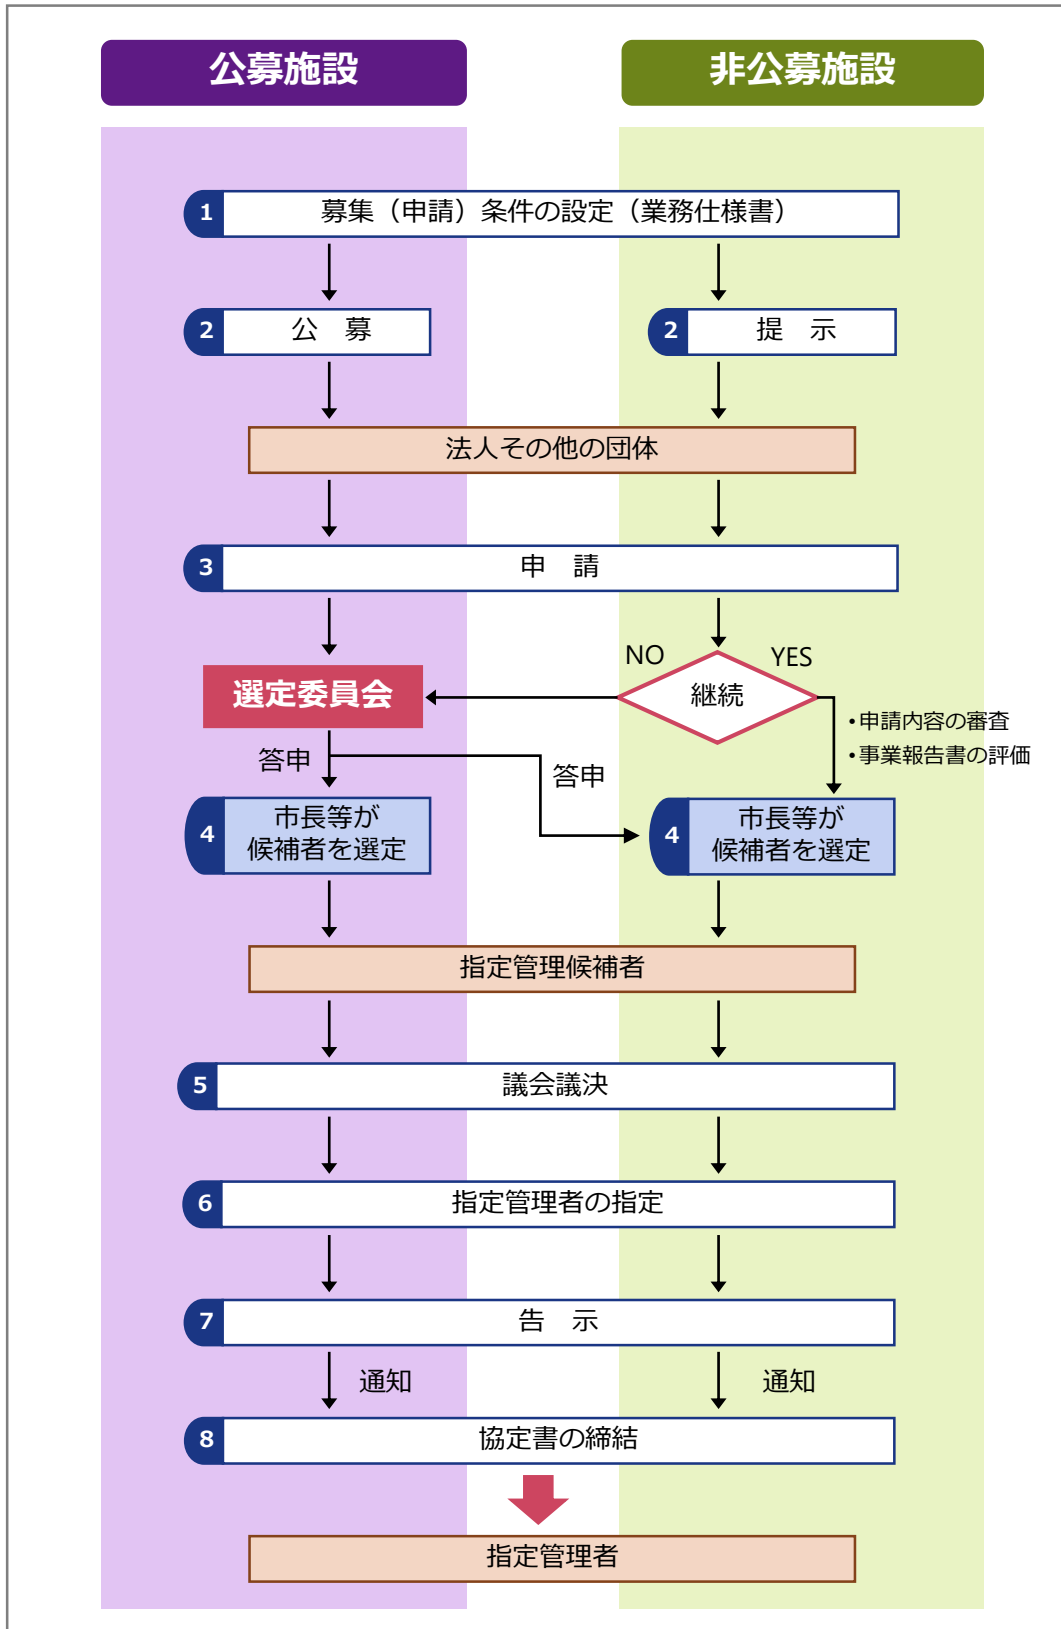 公募施設
非公募施設
1 募集（申請）条件の設定（業務仕様書）
2 公　募
2 提　示
法人その他の団体
3 申　請
NO
YES
選定委員会
継続
・申請内容の審査
・事業報告書の評価
答申
答申
4 市長等が
候補者を選定
4 市長等が
候補者を選定
指定管理候補者
5 議会議決
6 指定管理者の指定
7 告　示
通知
通知
8 協定書の締結
指定管理者